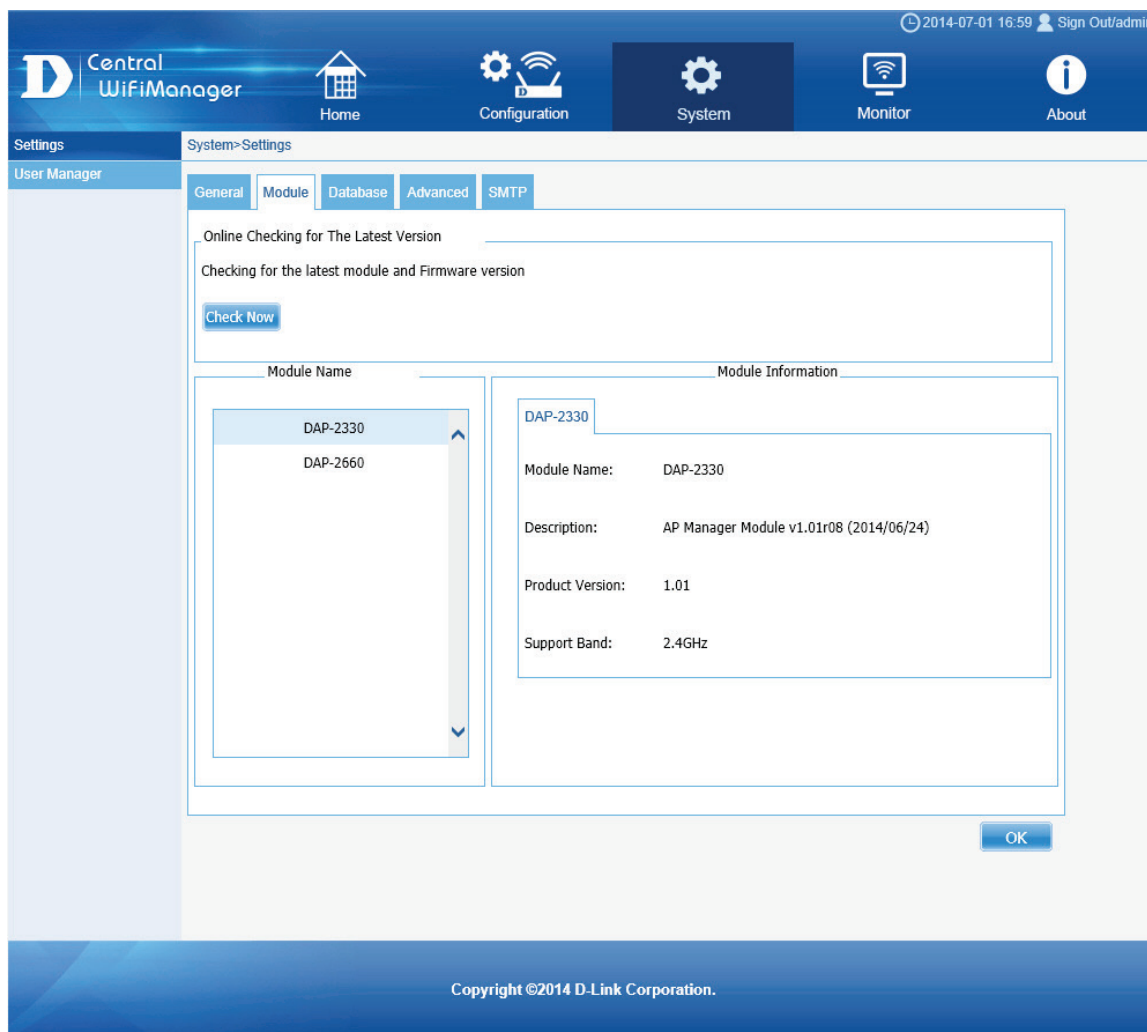 2014-07-01 16:59 Sign Out/admin
D Central
WiFiManager
Home
Configuration
System
Monitor
About
Settings
User Manager
System>Settings
General Module Database Advanced SMTP
Online Checking for The Latest Version
Checking for the latest module and Firmware version
Check Now
Module Name
DAP-2330
DAP-2660
Module Information
DAP-2330
Module Name: DAP-2330
Description: AP Manager Module v1.01r08 (2014/06/24)
Product Version: 1.01
Support Band: 2.4GHz
OK
Copyright ©2014 D-Link Corporation.